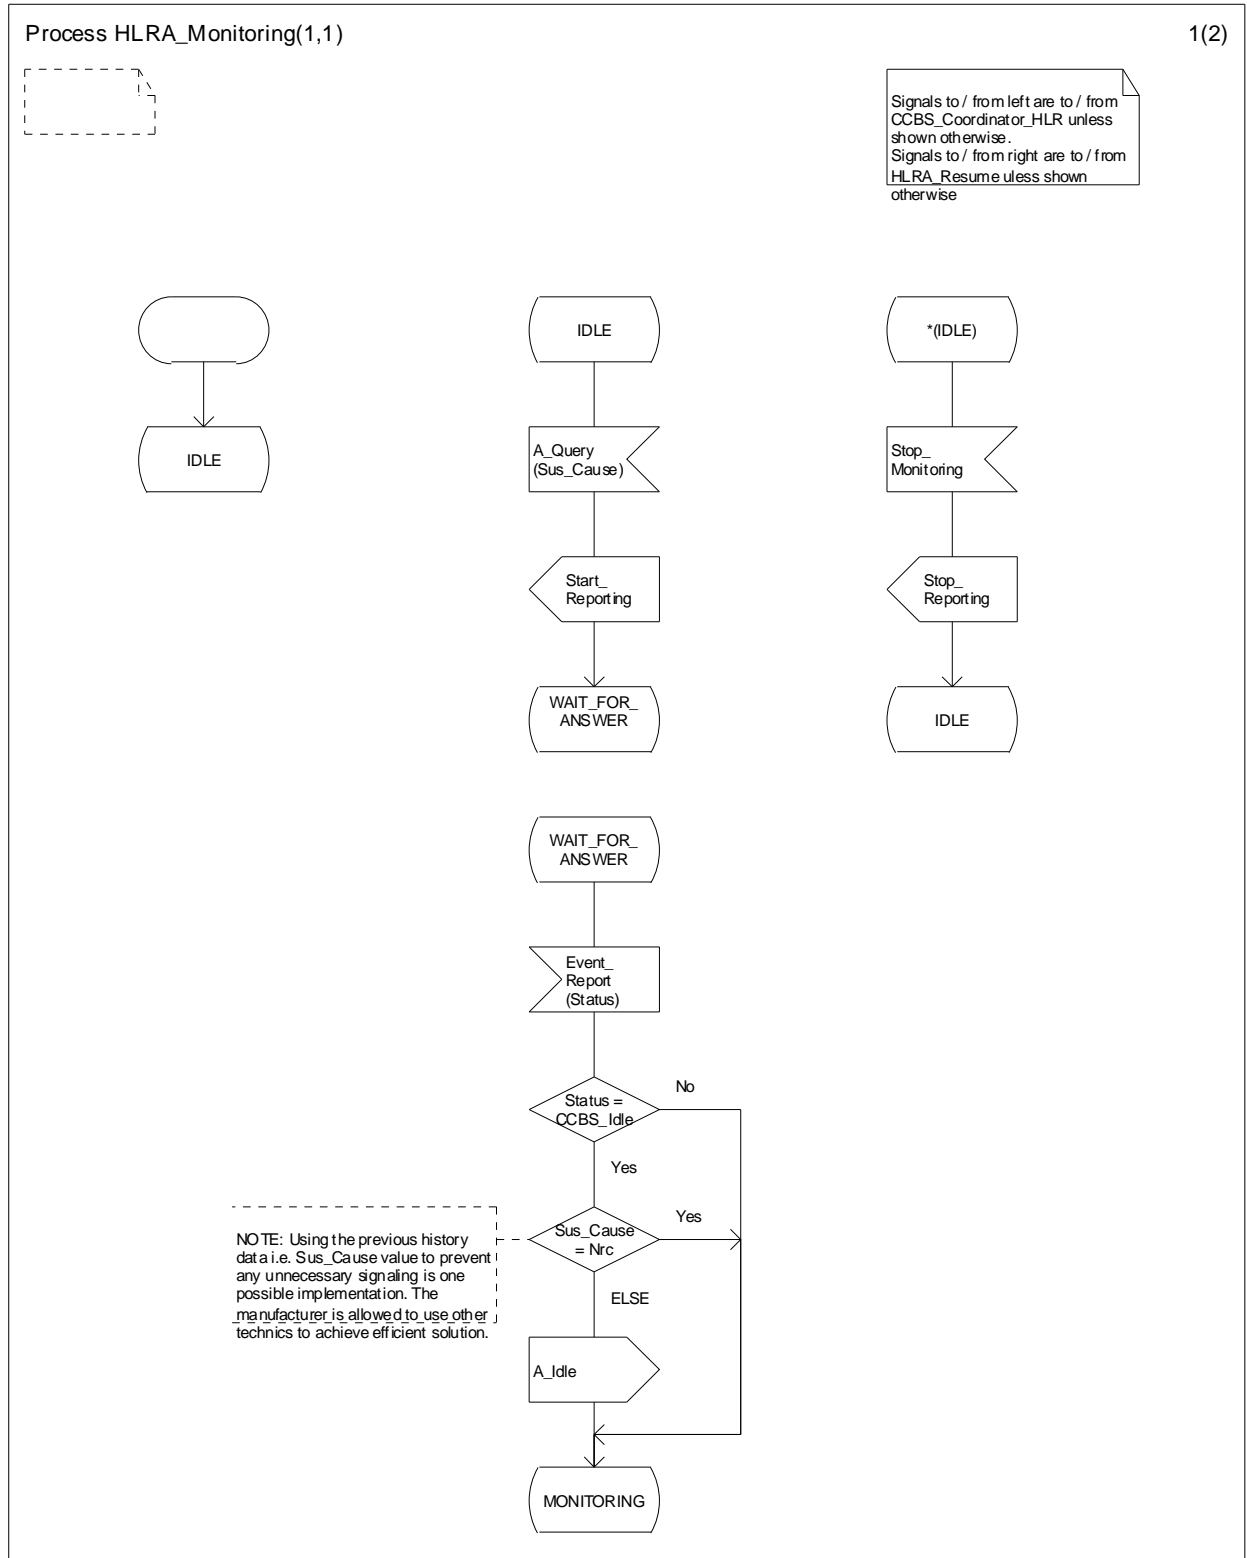 Process HLRA_Monitoring(1,1)
1(2)
Signals to / from left are to / from
CCBS_Coordinator_HLR unless
shown otherwise.
Signals to / from right are to / from
HLRA_Resume uless shown
otherwise
IDLE
IDLE
A_Query
(Sus_Cause)
Start_
Reporting
WAIT_FOR_
ANSWER
*(IDLE)
Stop_
Monitoring
Stop_
Reporting
IDLE
WAIT_FOR_
ANSWER
Event_
Report
(Status)
Status =
CCBS_Idle
No
Yes
Sus_Cause
= Nrc
Yes
NOTE: Using the previous history
data i.e. Sus_Cause value to prevent
any unnecessary signaling is one
possible implementation. The
manufacturer is allowed to use other
technics to achieve efficient solution.
ELSE
A_Idle
MONITORING